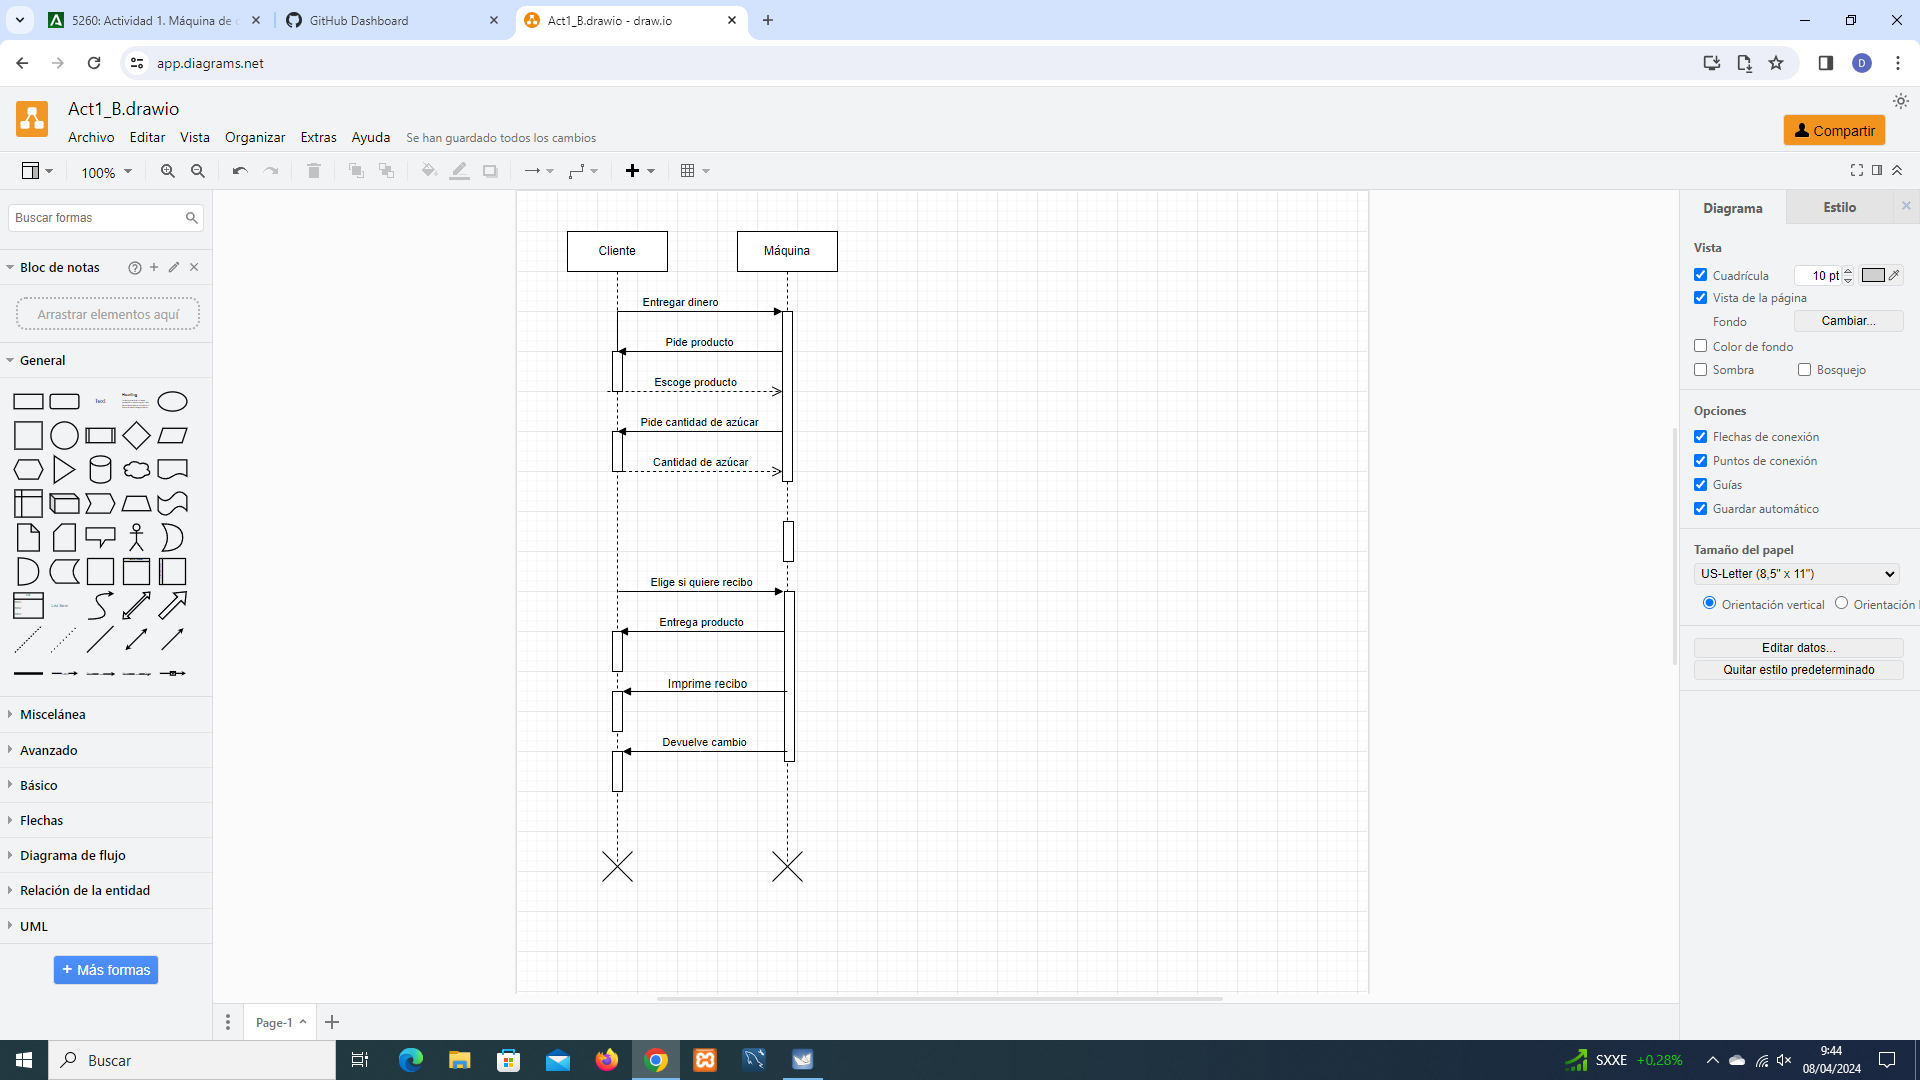 5260: Actividad 1. Máquina de c
GitHub Dashboard
Act1_B.drawio - draw.io
app.diagrams.net
D
Act1_B.drawio
Archivo Editar Vista Organizar Extras Ayuda Se han guardado todos los cambios
Compartir
100%
Buscar formas
Bloc de notas
Arrastrar elementos aquí
General
Text
Heading
List Item
Miscelánea
Avanzado
Básico
Flechas
Diagrama de flujo
Relación de la entidad
UML
+ Más formas
Cliente
Máquina
Entregar dinero
Pide producto
Escoge producto
Pide cantidad de azúcar
Cantidad de azúcar
Elige si quiere recibo
Entrega producto
Imprime recibo
Devuelve cambio
Diagrama
Estilo
Vista
Cuadrícula 10 pt
Vista de la página
Fondo Cambiar...
Color de fondo
Sombra Bosquejo
Opciones
Flechas de conexión
Puntos de conexión
Guías
Guardar automático
Tamaño del papel
US-Letter (8,5" x 11")
Orientación vertical Orientación
Editar datos...
Quitar estilo predeterminado
Page-1
Buscar
SXXE +0,28%
9:44
08/04/2024